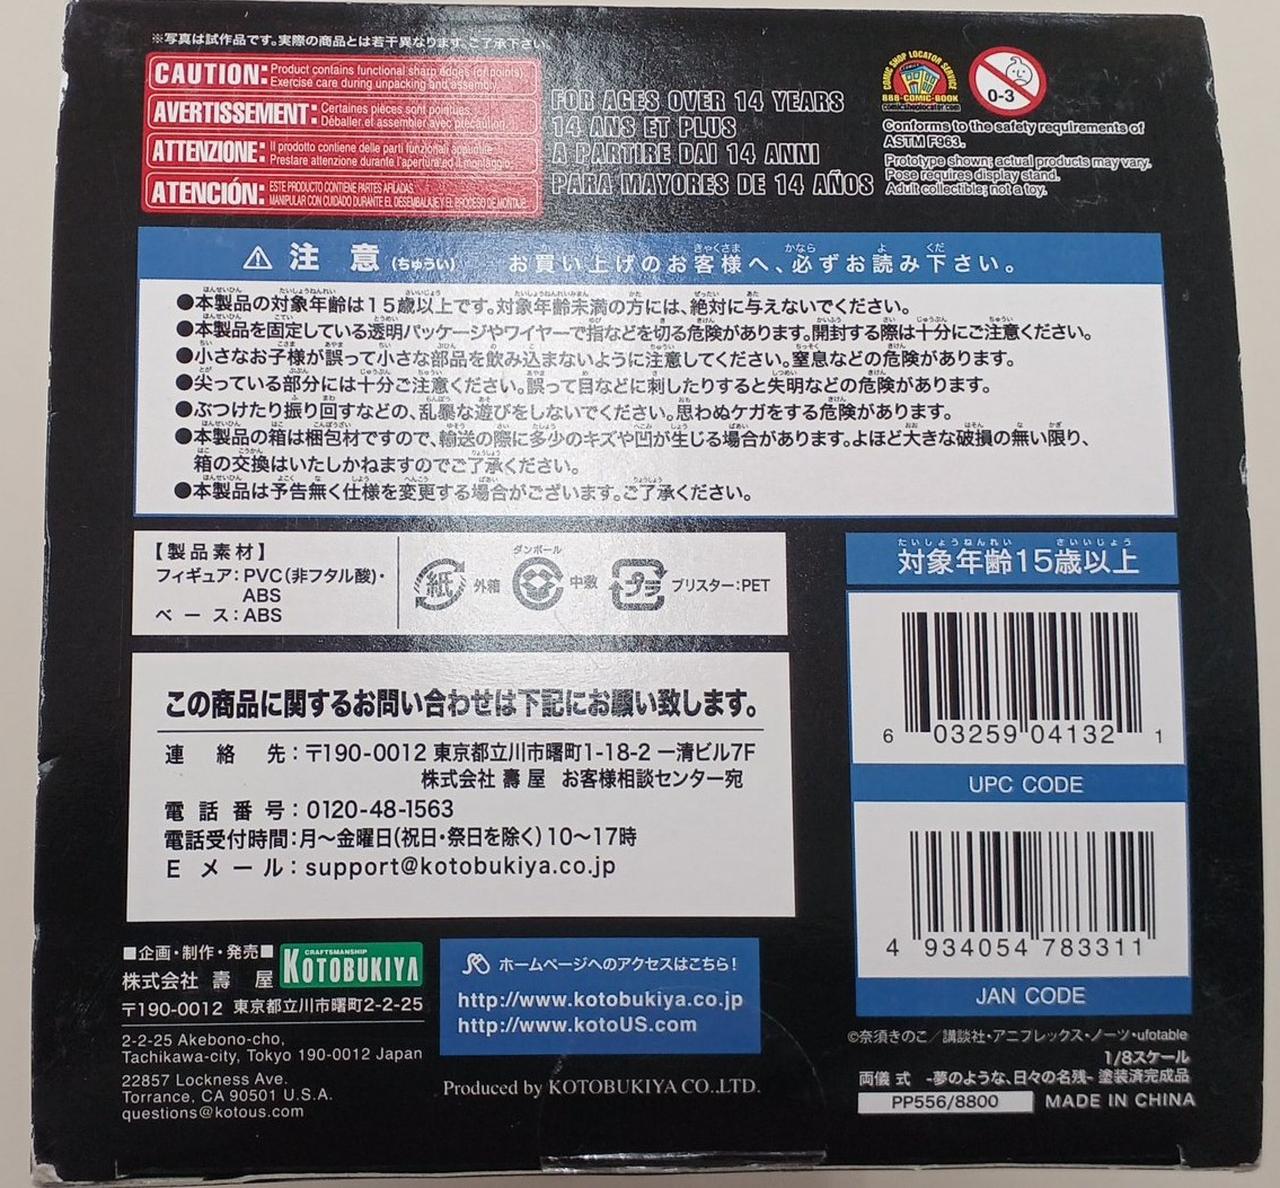 ※写真は試作品です。実際の商品とは若干異なります。ご了承下さい。
CAUTION: Product contains functional sharp edges (or points).
Exercise care during unpacking and assembly.
AVERTISSEMENT: Certaines pièces sont pointues.
Déballer et assembler avec précaution.
ATTENZIONE: Il prodotto contiene delle parti funzionali appuntite.
Prestare attenzione durante l'apertura ed il montaggio.
ATENCIÓN: ESTE PRODUCTO CONTIENE PARTES AFILADAS.
MANIPULAR CON CUIDADO DURANTE EL DESEMBALAJE Y EL PROCESO DE MONTAJE.
FOR AGES OVER 14 YEARS
14 ANS ET PLUS
A PARTIRE DAI 14 ANNI
PARA MAYORES DE 14 AÑOS
COMIC SHOP LOCATOR SERVICE
888-COMIC-BOOK
comicshoplocator.com
0-3
Conforms to the safety requirements of
ASTM F963.
Prototype shown; actual products may vary.
Pose requires display stand.
Adult collectible; not a toy.
注意(ちゅうい) お買い上げのお客様へ、必ずお読み下さい。
●本製品の対象年齢は15歳以上です。対象年齢未満の方には、絶対に与えないでください。
●本製品を固定している透明パッケージやワイヤーで指などを切る危険があります。開封する際は十分にご注意ください。
●小さなお子様が誤って小さな部品を飲み込まないように注意してください。窒息などの危険があります。
●尖っている部分には十分ご注意ください。誤って目などに刺したりすると失明などの危険があります。
●ぶつけたり振り回すなどの、乱暴な遊びをしないでください。思わぬケガをする危険があります。
●本製品の箱は梱包材ですので、輸送の際に多少のキズや凹が生じる場合があります。よほど大きな破損の無い限り、
箱の交換はいたしかねますのでご了承ください。
●本製品は予告無く仕様を変更する場合がございます。ご了承ください。
【製品素材】
フィギュア:PVC(非フタル酸)・
ABS
ベース:ABS
紙 外箱 ダンボール 中敷 プラ ブリスター:PET
対象年齢15歳以上
6 03259 04132 1
UPC CODE
4 934054 783311
JAN CODE
この商品に関するお問い合わせは下記にお願い致します。
連絡先:〒190-0012 東京都立川市曙町1-18-2 一清ビル7F
株式会社 壽屋 お客様相談センター宛
電話番号:0120-48-1563
電話受付時間:月〜金曜日(祝日・祭日を除く)10〜17時
Eメール:support@kotobukiya.co.jp
■企画・制作・発売■
CRAFTSMANSHIP
KOTOBUKIYA
株式会社 壽屋
〒190-0012 東京都立川市曙町2-2-25
2-2-25 Akebono-cho,
Tachikawa-city, Tokyo 190-0012 Japan
22857 Lockness Ave.
Torrance, CA 90501 U.S.A.
questions@kotous.com
ホームページへのアクセスはこちら!
http://www.kotobukiya.co.jp
http://www.kotoUS.com
Produced by KOTOBUKIYA CO.,LTD.
©奈須きのこ/講談社・アニプレックス・ノーツ・ufotable
1/8スケール
両儀 式 -夢のような、日々の名残- 塗装済完成品
PP556/8800 MADE IN CHINA